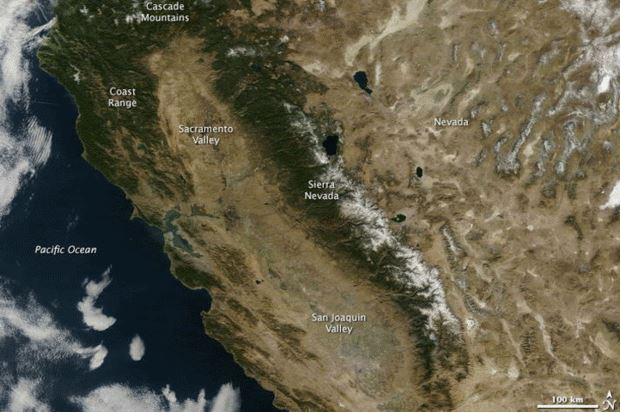 Cascade
Mountains
Coast
Range
Sacramento
Valley
Nevada
Sierra
Nevada
Pacific Ocean
San Joaquin
Valley
100 km
N